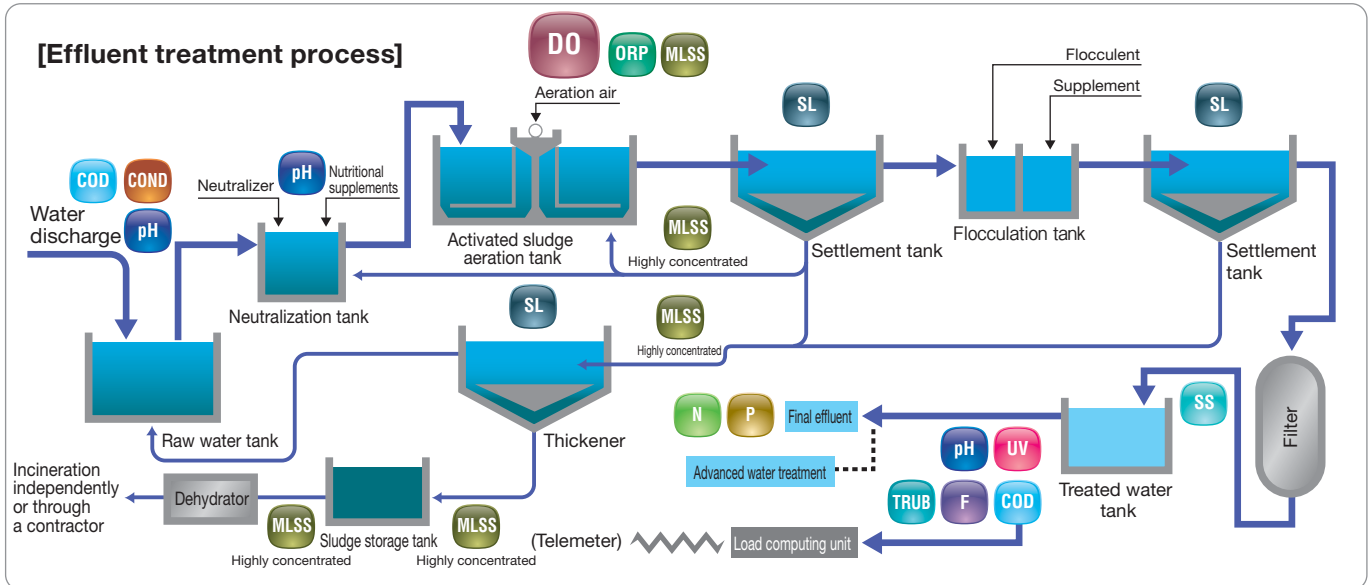 [Effluent treatment process]
DO
ORP
MLSS
Aeration air
SL
Flocculent
Supplement
SL
COD
COND
pH
Water
discharge
Neutralizer
pH
Nutritional
supplements
Neutralization tank
Activated sludge
aeration tank
MLSS
Highly concentrated
Settlement tank
Flocculation tank
Settlement
tank
SL
MLSS
Highly concentrated
Raw water tank
Thickener
N
P
Final effluent
Advanced water treatment
pH
UV
TRUB
F
COD
SS
Treated water
tank
Filter
Incineration
independently
or through
a contractor
Dehydrator
MLSS
Highly concentrated
Sludge storage tank
MLSS
Highly concentrated
(Telemeter)
Load computing unit